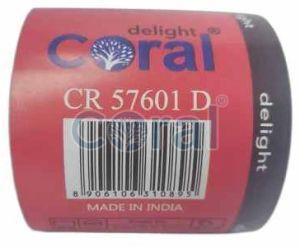 delight
Coral®
CR 57601 D
8906106310895
MADE IN INDIA
delight
Coral